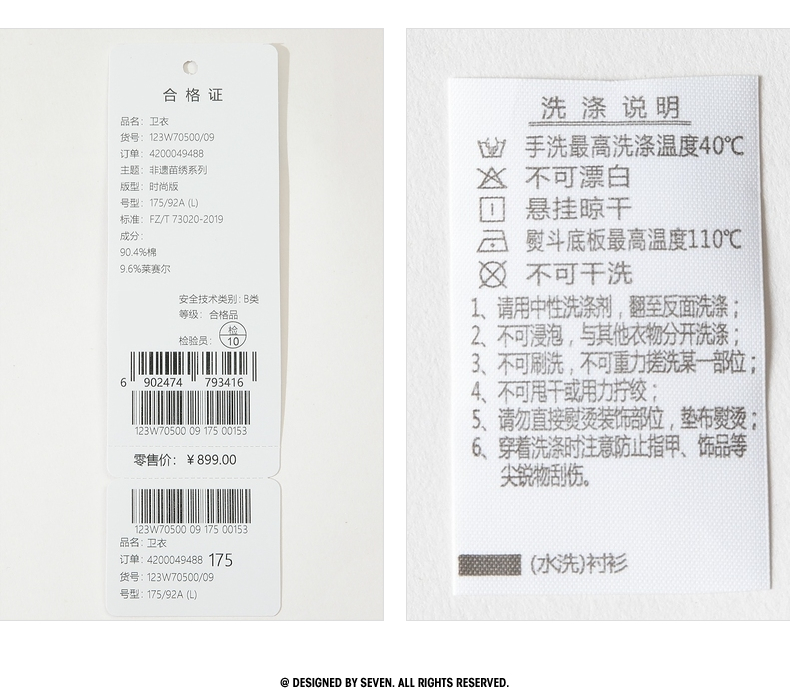 合格证
品名：卫衣
货号：123W70500/09
订单：4200049488
主题：非遗苗绣系列
版型：时尚版
号型：175/92A (L)
标准：FZ/T 73020-2019
成分：
90.4%棉
9.6%莱赛尔
安全技术类别：B类
等级：合格品
检验员：检10
6 902474 793416
123W70500 09 175 00153
零售价：￥899.00
123W70500 09 175 00153
品名：卫衣
订单：4200049488 175
货号：123W70500/09
号型：175/92A (L)
洗涤说明
手洗最高洗涤温度40℃
不可漂白
悬挂晾干
熨斗底板最高温度110℃
不可干洗
1、请用中性洗涤剂，翻至反面洗涤；
2、不可浸泡，与其他衣物分开洗涤；
3、不可刷洗，不可重力搓洗某一部位；
4、不可甩干或用力拧绞；
5、请勿直接熨烫装饰部位，垫布熨烫；
6、穿着洗涤时注意防止指甲、饰品等
尖锐物刮伤。
(水洗)衬衫
@ DESIGNED BY SEVEN. ALL RIGHTS RESERVED.